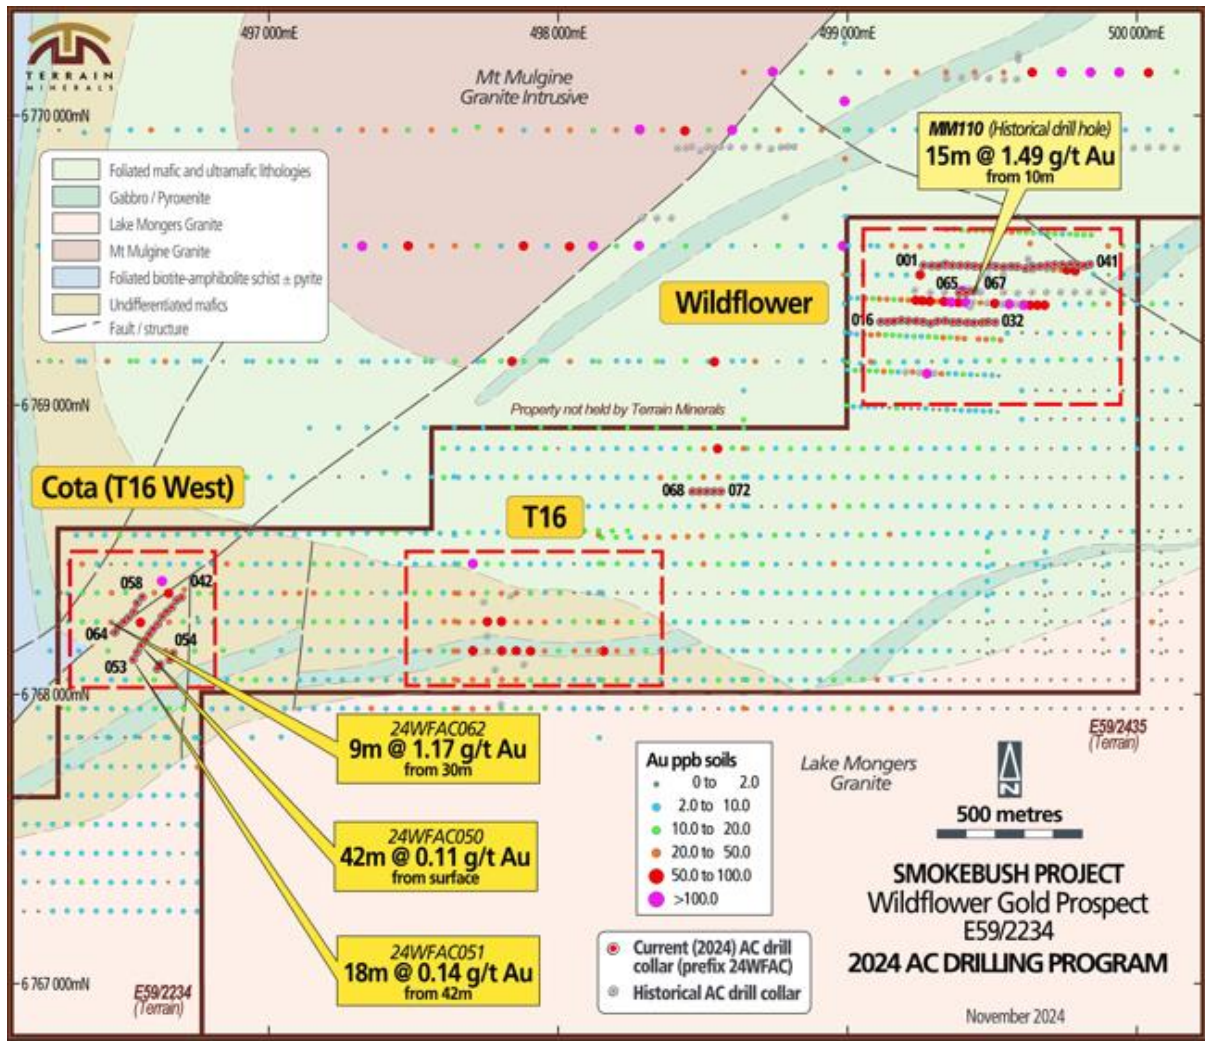 TERRAIN
MINERALS
497 000mE
498 000mE
499 000mE
500 000mE
6 770 000mN
6 769 000mN
6 768 000mN
6 767 000mN
Mt Mulgine
Granite Intrusive
MM110 (Historical drill hole)
15m @ 1.49 g/t Au
from 10m
Foliated mafic and ultramafic lithologies
Gabbro / Pyroxenite
Lake Mongers Granite
Mt Mulgine Granite
Foliated biotite-amphibolite schist ± pyrite
Undifferentiated mafics
Fault / structure
Wildflower
001
041
065
067
016
032
Property not held by Terrain Minerals
Cota (T16 West)
T16
068
072
058
042
064
054
053
24WFAC062
9m @ 1.17 g/t Au
from 30m
24WFAC050
42m @ 0.11 g/t Au
from surface
24WFAC051
18m @ 0.14 g/t Au
from 42m
E59/2234
(Terrain)
E59/2435
(Terrain)
Au ppb soils
0 to 2.0
2.0 to 10.0
10.0 to 20.0
20.0 to 50.0
50.0 to 100.0
>100.0
Current (2024) AC drill
collar (prefix 24WFAC)
Historical AC drill collar
Lake Mongers
Granite
N
500 metres
SMOKEBUSH PROJECT
Wildflower Gold Prospect
E59/2234
2024 AC DRILLING PROGRAM
November 2024